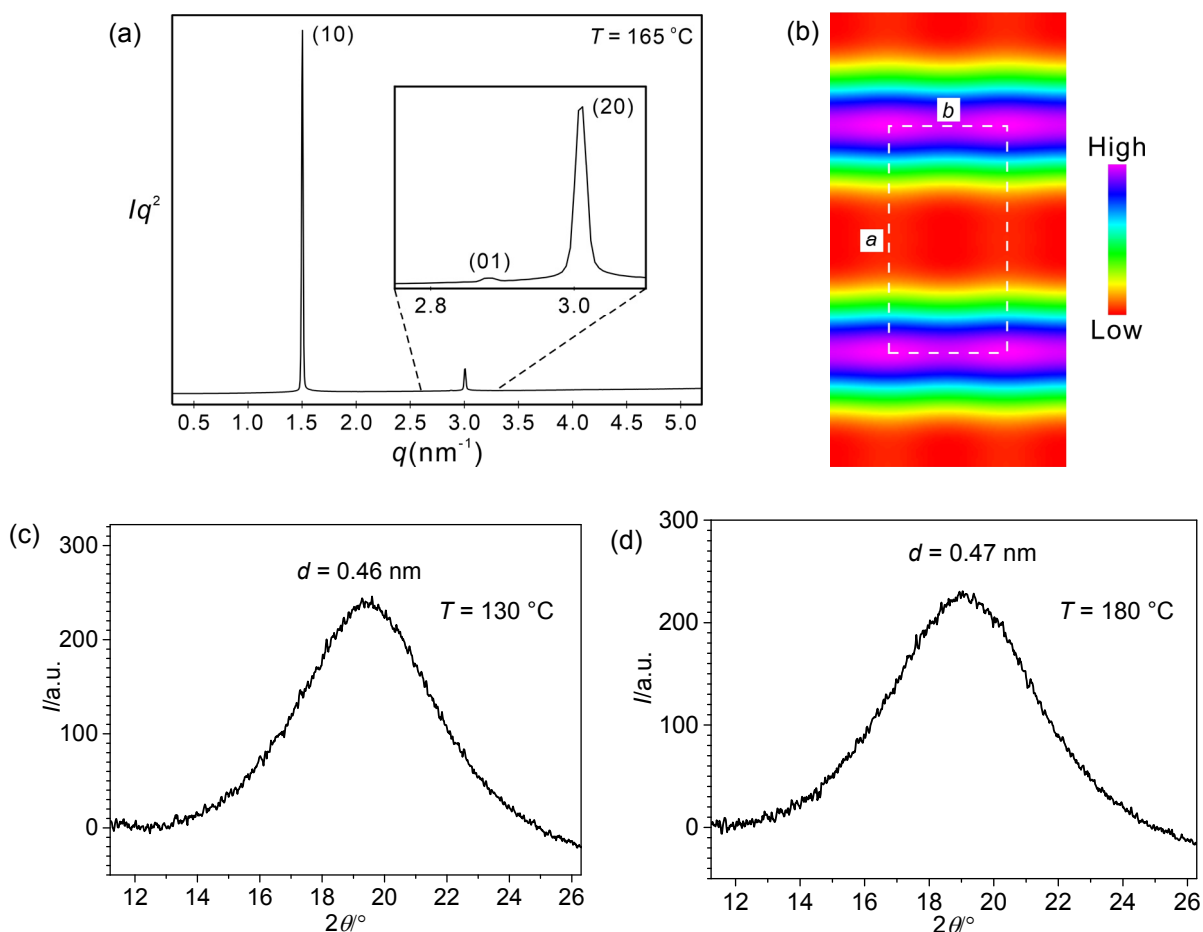 (a)
(10)
T = 165 °C
(20)
(01)
2.8 3.0
Iq²
0.5 1.0 1.5 2.0 2.5 3.0 3.5 4.0 4.5 5.0
q(nm⁻¹)
(b)
b
a
High
Low
(c)
300
200
100
0
I/a.u.
d = 0.46 nm
T = 130 °C
12 14 16 18 20 22 24 26
2θ/°
(d)
300
200
100
0
I/a.u.
d = 0.47 nm
T = 180 °C
12 14 16 18 20 22 24 26
2θ/°